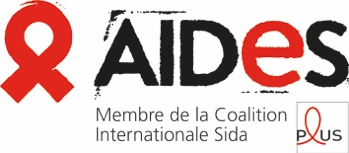 AIDeS
Membre de la Coalition
Internationale Sida
PLUS